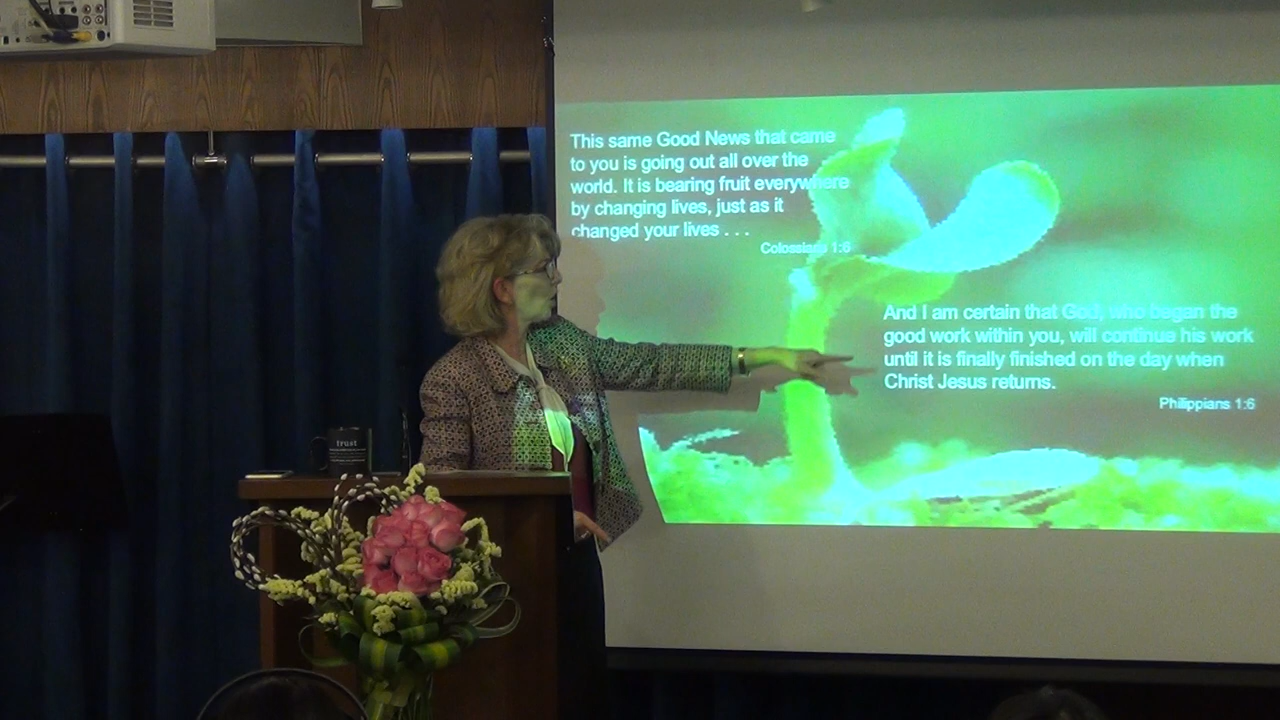 This same Good News that came
to you is going out all over the
world. It is bearing fruit everywhere
by changing lives, just as it
changed your lives . . .
Colossians 1:6
And I am certain that God, who began the
good work within you, will continue his work
until it is finally finished on the day when
Christ Jesus returns.
Philippians 1:6
trust